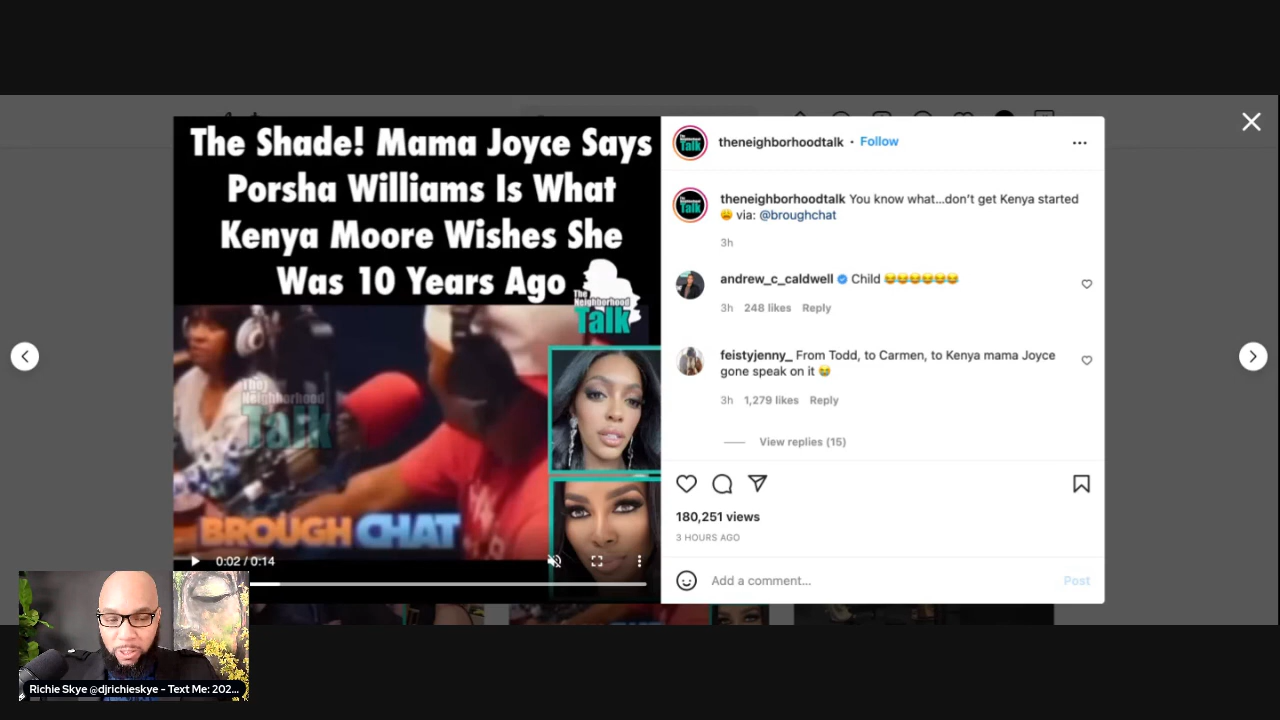 The Shade! Mama Joyce Says
Porsha Williams Is What
Kenya Moore Wishes She
Was 10 Years Ago
The
Neighborhood
Talk
The
Neighborhood
Talk
BROUGH CHAT
0:02 / 0:14
theneighborhoodtalk • Follow
theneighborhoodtalk You know what...don't get Kenya started
😩 via: @broughchat
3h
andrew_c_caldwell Child 😂😂😂😂😂😂
3h 248 likes Reply
feistyjenny_ From Todd, to Carmen, to Kenya mama Joyce
gone speak on it 😂
3h 1,279 likes Reply
View replies (15)
180,251 views
3 HOURS AGO
Add a comment...
Post
Richie Skye @djrichieskye - Text Me: 202...